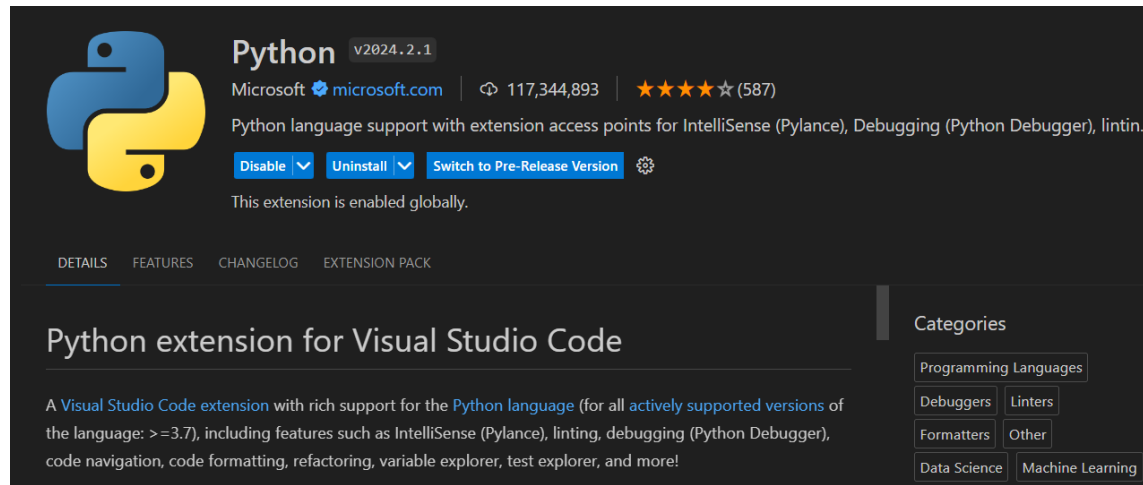 Python v2024.2.1
Microsoft microsoft.com 117,344,893 (587)
Python language support with extension access points for IntelliSense (Pylance), Debugging (Python Debugger), lintin.
Disable Uninstall Switch to Pre-Release Version
This extension is enabled globally.
DETAILS FEATURES CHANGELOG EXTENSION PACK
Python extension for Visual Studio Code
A Visual Studio Code extension with rich support for the Python language (for all actively supported versions of
the language: >=3.7), including features such as IntelliSense (Pylance), linting, debugging (Python Debugger),
code navigation, code formatting, refactoring, variable explorer, test explorer, and more!
Categories
Programming Languages
Debuggers Linters
Formatters Other
Data Science Machine Learning